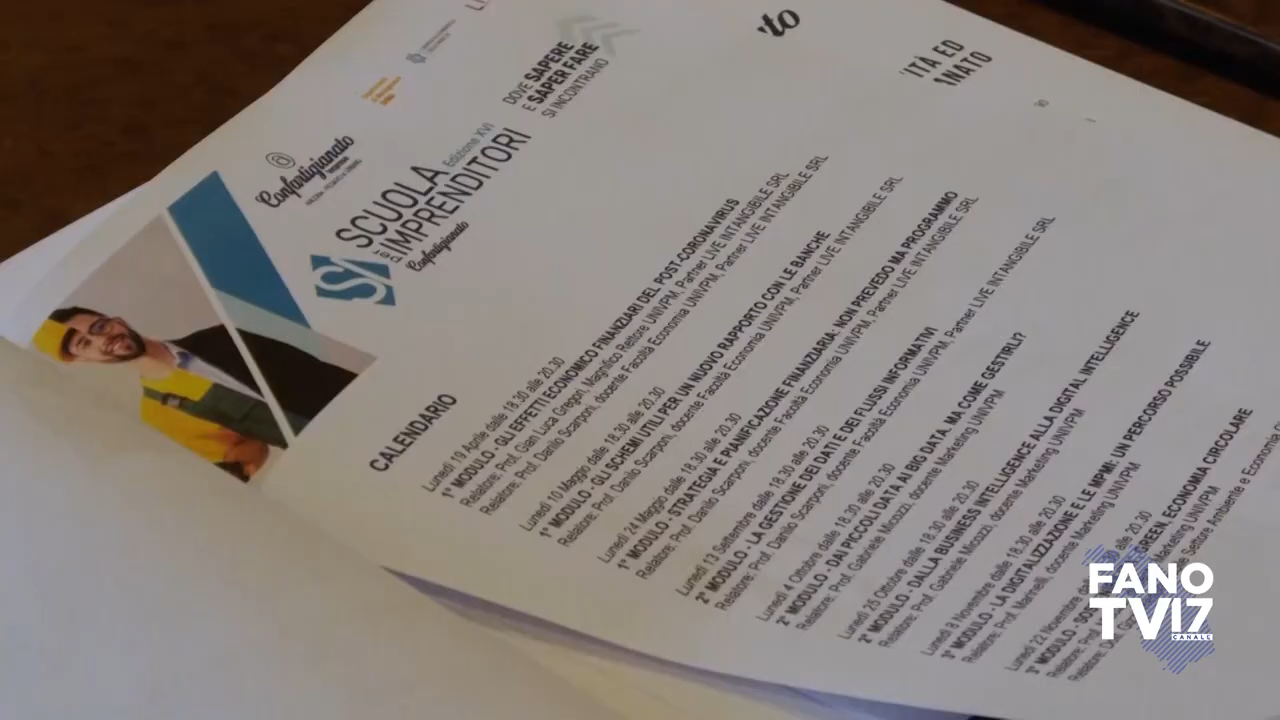 DOVE SAPERE
E SAPER FARE
SI INCONTRANO
Confartigianato
Imprese
SCUOLA Edizione XVI
per IMPRENDITORI
Confartigianato
SI
CALENDARIO
Lunedì 19 Aprile dalle 18.30 alle 20.30
1° MODULO - GLI EFFETTI ECONOMICO FINANZIARI DEL POST-CORONAVIRUS
Relatore: Prof. Gian Luca Gregori, Magnifico Rettore UNIVPM, Partner LIVE INTANGIBILE SRL
Relatore: Prof. Danilo Scarponi, docente Facoltà Economia UNIVPM, Partner LIVE INTANGIBILE SRL
Lunedì 10 Maggio dalle 18.30 alle 20.30
1° MODULO - GLI SCHEMI UTILI PER UN NUOVO RAPPORTO CON LE BANCHE
Relatore: Prof. Danilo Scarponi, docente Facoltà Economia UNIVPM, Partner LIVE INTANGIBILE SRL
Lunedì 24 Maggio dalle 18.30 alle 20.30
1° MODULO - STRATEGIA E PIANIFICAZIONE FINANZIARIA: NON PREVEDO MA PROGRAMMO
Relatore: Prof. Danilo Scarponi, docente Facoltà Economia UNIVPM, Partner LIVE INTANGIBILE SRL
Lunedì 13 Settembre dalle 18.30 alle 20.30
2° MODULO - LA GESTIONE DEI DATI E DEI FLUSSI INFORMATIVI
Relatore: Prof. Danilo Scarponi, docente Facoltà Economia UNIVPM, Partner LIVE INTANGIBILE SRL
Lunedì 4 Ottobre dalle 18.30 alle 20.30
2° MODULO - DAI PICCOLI DATA AI BIG DATA, MA COME GESTIRLI?
Relatore: Prof. Gabriele Micozzi, docente Marketing UNIVPM
Lunedì 25 Ottobre dalle 18.30 alle 20.30
2° MODULO - DALLA BUSINESS INTELLIGENCE ALLA DIGITAL INTELLIGENCE
Relatore: Prof. Gabriele Micozzi, docente Marketing UNIVPM
Lunedì 8 Novembre dalle 18.30 alle 20.30
3° MODULO - LA DIGITALIZZAZIONE E LE MPMI: UN PERCORSO POSSIBILE
Relatore: Prof. Marinelli, docente Marketing UNIVPM
Lunedì 22 Novembre alle 20.30
3° MODULO - GREEN, ECONOMIA CIRCOLARE
Marketing UNIVPM
Settore Ambiente e Economia
'to
ITÀ ED
NATO
FANO
TV17
CANALE